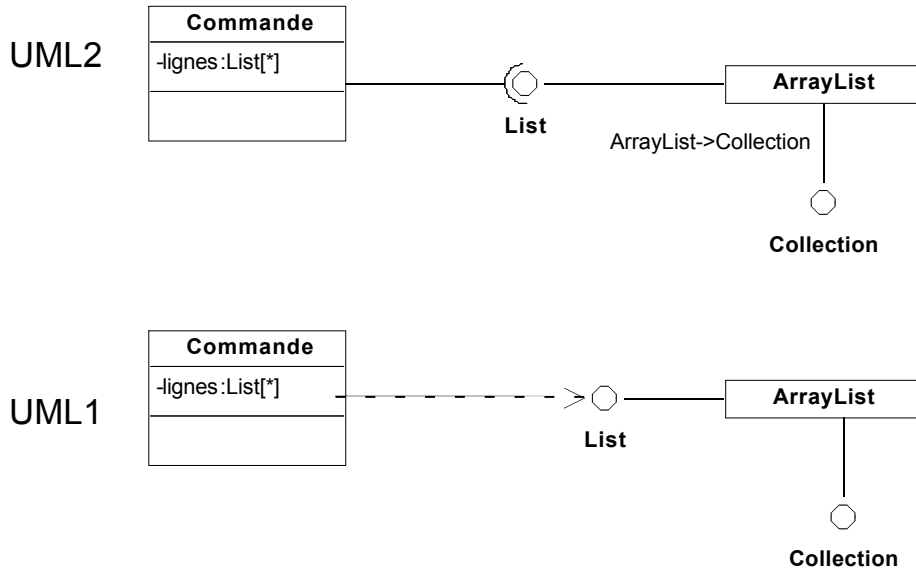 UML2
Commande
-lignes:List[*]
List
ArrayList
ArrayList->Collection
Collection
UML1
Commande
-lignes:List[*]
List
ArrayList
Collection